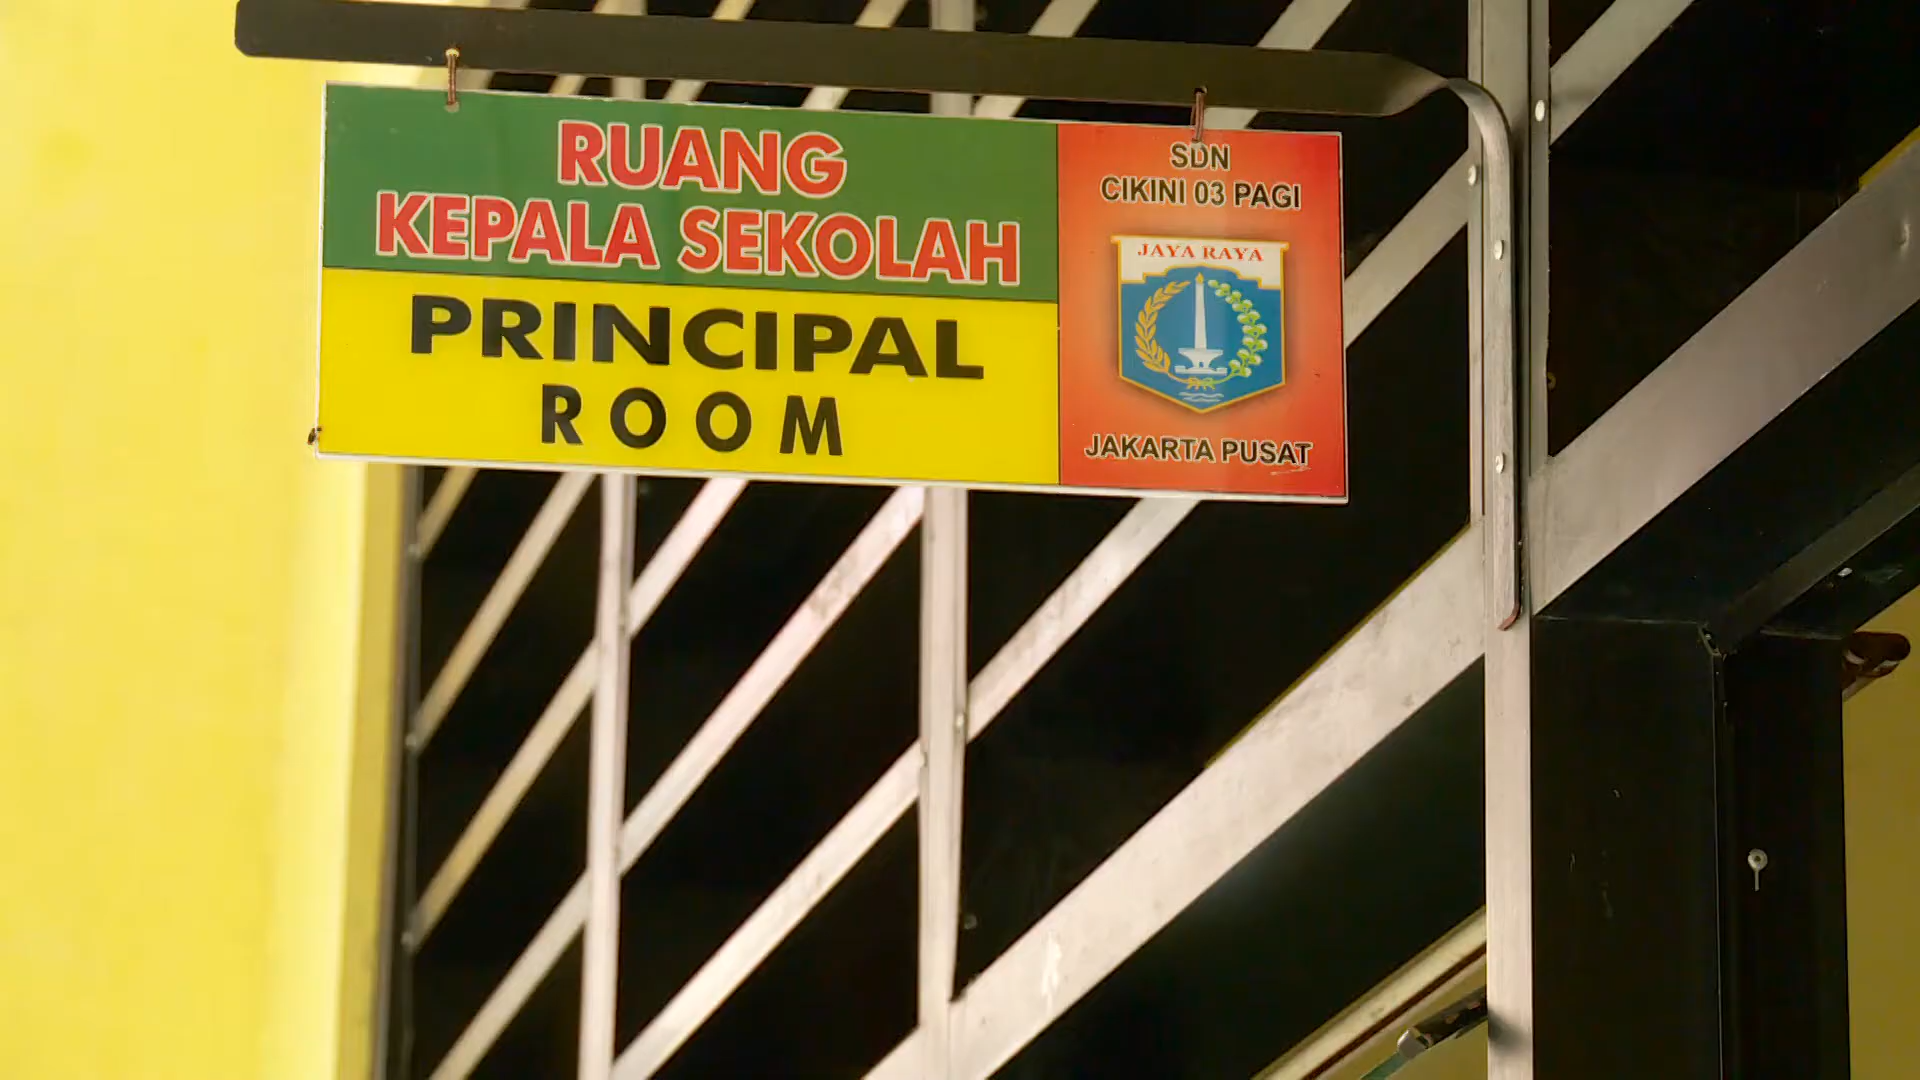 RUANG
KEPALA SEKOLAH
PRINCIPAL
ROOM
SDN
CIKINI 03 PAGI
JAYA RAYA
JAKARTA PUSAT